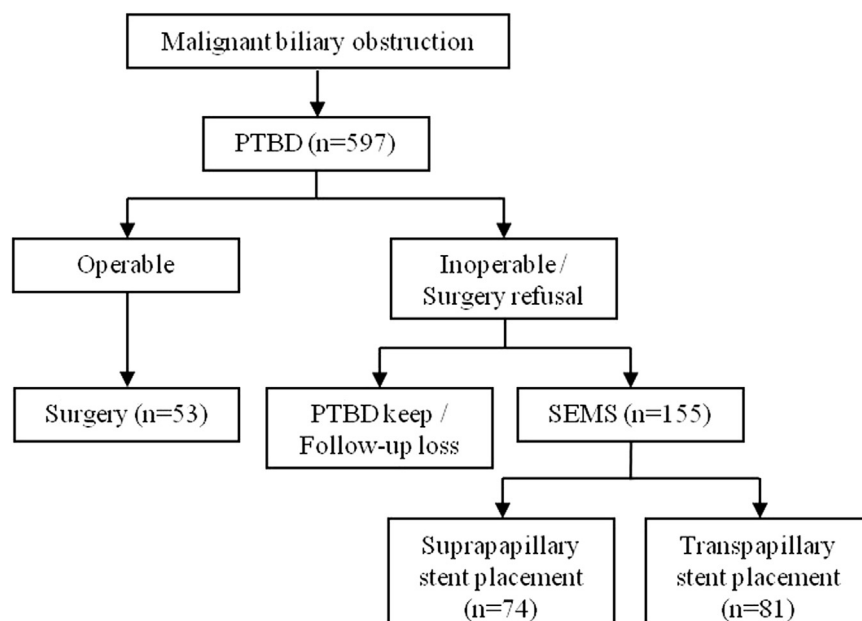 Malignant biliary obstruction
PTBD (n=597)
Operable
Inoperable /
Surgery refusal
Surgery (n=53)
PTBD keep /
Follow-up loss
SEMS (n=155)
Suprapapillary
stent placement
(n=74)
Transpapillary
stent placement
(n=81)